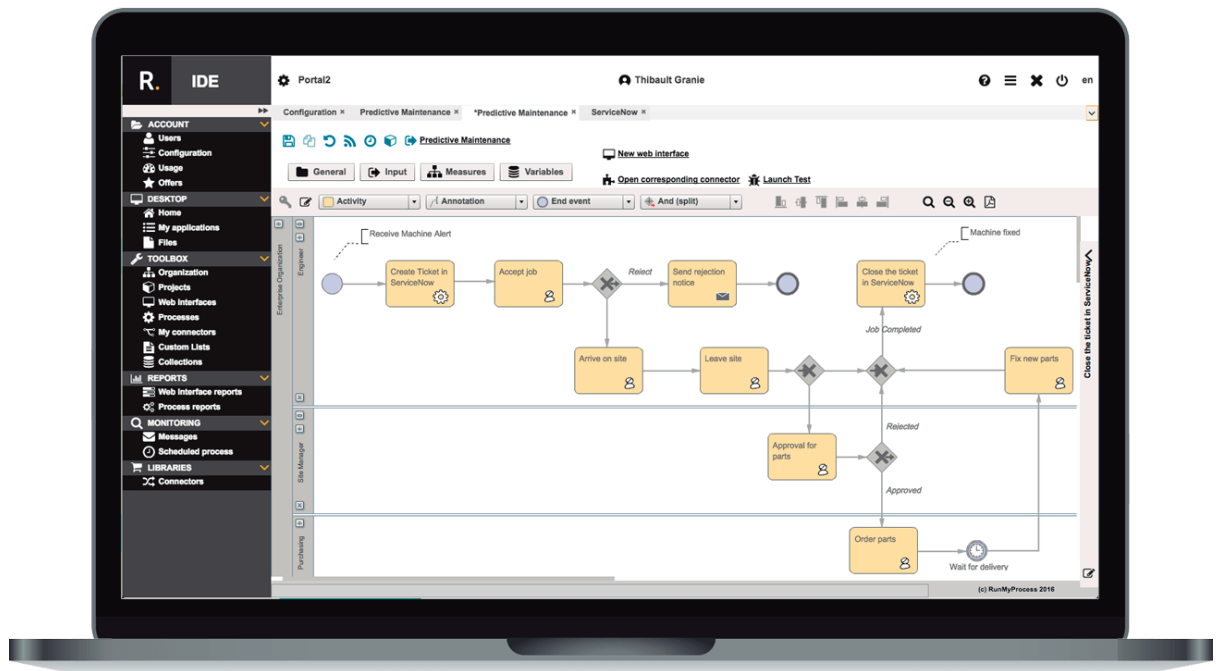 R.
IDE
Portal2
Thibault Granie
en
Configuration ×
Predictive Maintenance ×
*Predictive Maintenance ×
ServiceNow ×
ACCOUNT
Users
Configuration
Usage
Offers
DESKTOP
Home
My applications
Files
TOOLBOX
Organization
Projects
Web interfaces
Processes
My connectors
Custom Lists
Collections
REPORTS
Web interface reports
Process reports
MONITORING
Messages
Scheduled process
LIBRARIES
Connectors
Predictive Maintenance
New web interface
General
Input
Measures
Variables
Open corresponding connector
Launch Test
Activity
Annotation
End event
And (split)
Enterprise Organization
Engineer
Receive Machine Alert
Machine fixed
Create Ticket in
ServiceNow
Accept job
Reject
Send rejection
notice
Close the ticket
in ServiceNow
Job Completed
Arrive on site
Leave site
Fix new parts
Close the ticket in ServiceNow
Site Manager
Rejected
Approval for
parts
Approved
Purchasing
Order parts
Wait for delivery
(c) RunMyProcess 2016